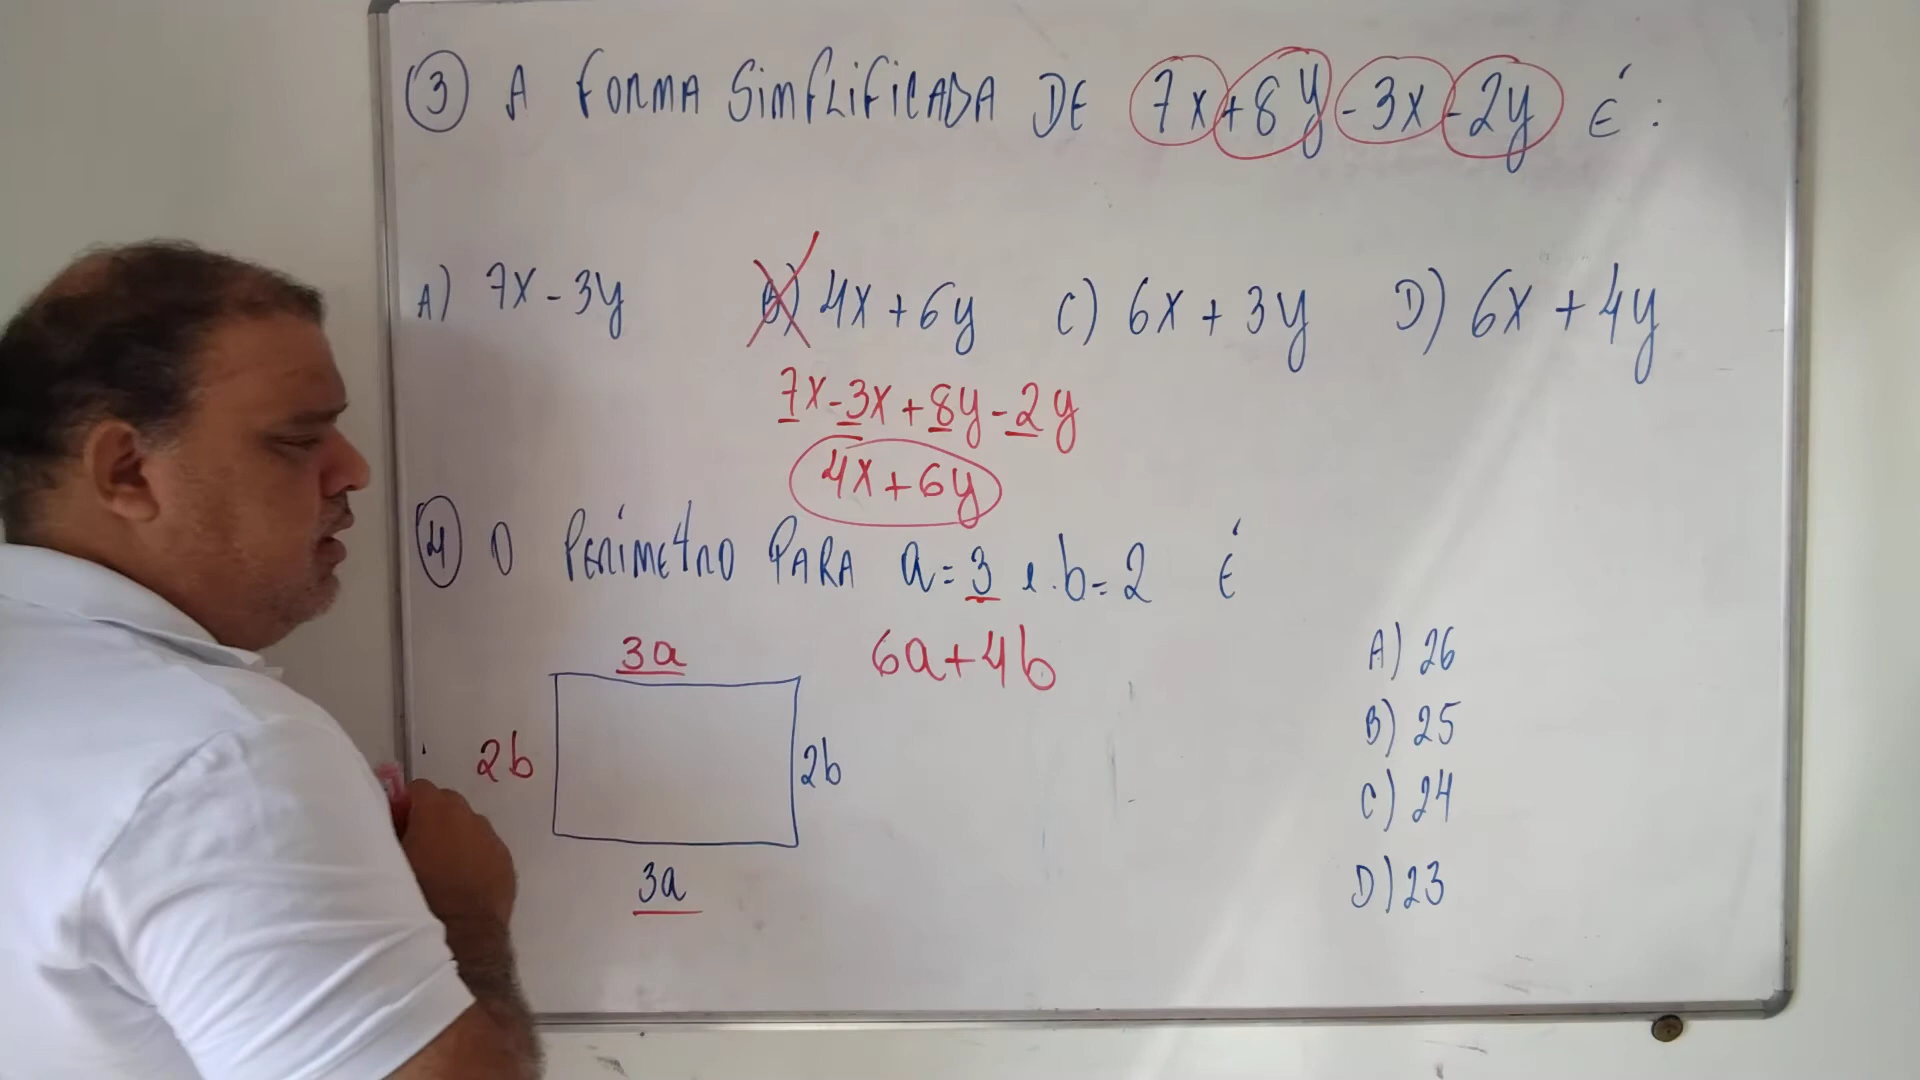 3 A FORMA SIMPLIFICADA DE 7x+8y-3x-2y É:
A) 7x-3y B) 4x+6y C) 6x+3y D) 6x+4y
7x-3x+8y-2y
4x+6y
4 O PERÍMETRO PARA a=3 e b=2 É
3a 6a+4b
2b 2b
3a
A) 26
B) 25
C) 24
D) 23